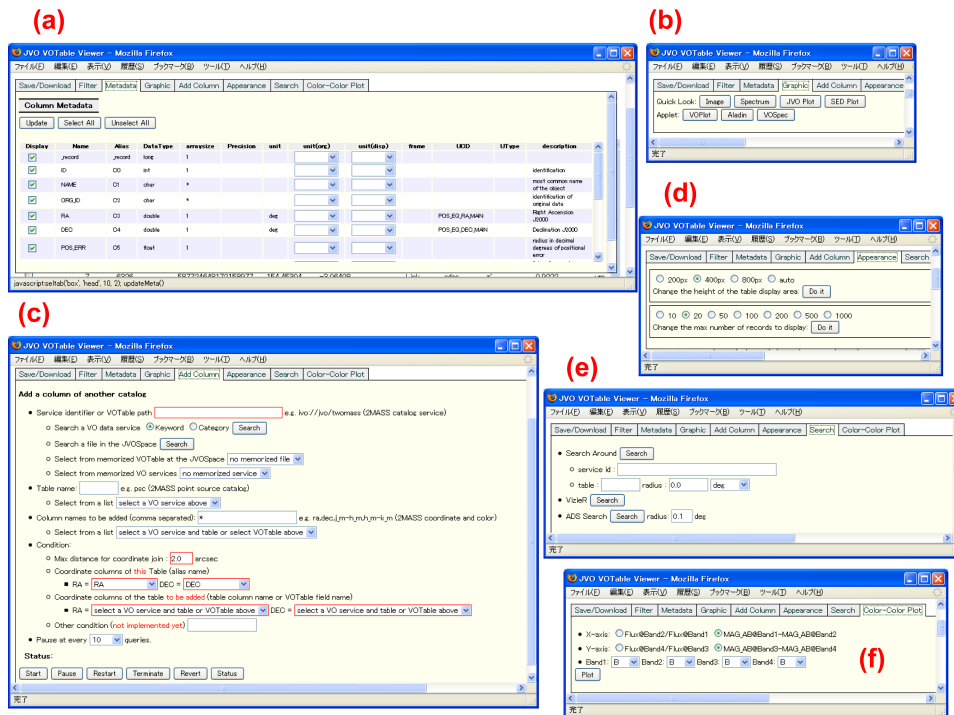 (a)
JVO VOTable Viewer - Mozilla Firefox
ファイル(F) 編集(E) 表示(V) 履歴(S) ブックマーク(B) ツール(T) ヘルプ(H)
Save/Download Filter Metadata Graphic Add Column Appearance Search Color-Color Plot
Column Metadata
Update Select All Unselect All
Display Name Alias DataType arraysize Precision unit unit(org) unit(disp) frame UCD UType description
_record _record long 1
ID C0 int 1 identification
NAME C1 char * most common name
of the object
ORG_ID C2 char * identification of
original data
RA C3 double 1 deg POS_EQ_RA_MAIN Right Ascension
J2000
DEC C4 double 1 deg POS_EQ_DEC_MAIN Declination J2000
POS_ERR C5 float 1 radius in decimal
degrees of positional
error
javascript:seltab('box', 'head', 10, 2); updateMeta()
(b)
JVO VOTable Viewer - Mozilla Firefox
ファイル(F) 編集(E) 表示(V) 履歴(S) ブックマーク(B) ツール(T) ヘルプ(H)
Save/Download Filter Metadata Graphic Add Column Appearance
Quick Look: Image Spectrum JVO Plot SED Plot
Applet: VOPlot Aladin VOSpec
完了
(c)
JVO VOTable Viewer - Mozilla Firefox
ファイル(F) 編集(E) 表示(V) 履歴(S) ブックマーク(B) ツール(T) ヘルプ(H)
Save/Download Filter Metadata Graphic Add Column Appearance Search Color-Color Plot
Add a column of another catalog
Service identifier or VOTable path e.g. ivo://jvo/twomass (2MASS catalog service)
Search a VO data service Keyword Category Search
Search a file in the JVOSpace Search
Select from memorized VOTable at the JVOSpace no memorized file
Select from memorized VO services no memorized service
Table name: e.g. psc (2MASS point source catalog)
Select from a list select a VO service above
Column names to be added (comma seperated): * e.g. ra,dec,j_m-h_m,h_m-k_m (2MASS coordinate and color)
Select from a list select a VO service and table or select VOTable above
Condition:
Max distance for coordinate join : 2.0 arcsec
Coordinate columns of this Table (alias name)
RA = RA DEC = DEC
Coordinate columns of the table to be added (table column name or VOTable field name)
RA = select a VO service and table or VOTable above DEC = select a VO service and table or VOTable above
Other condition (not implemented yet)
Pause at every 10 queries.
Status:
Start Pause Restart Terminate Revert Status
完了
(d)
JVO VOTable Viewer - Mozilla Firefox
ファイル(F) 編集(E) 表示(V) 履歴(S) ブックマーク(B) ツール(T) ヘルプ(H)
Save/Download Filter Metadata Graphic Add Column Appearance Search
200px 400px 800px auto
Change the height of the table display area: Do it
10 20 50 100 200 500 1000
Change the max number of records to display: Do it
完了
(e)
JVO VOTable Viewer - Mozilla Firefox
ファイル(F) 編集(E) 表示(V) 履歴(S) ブックマーク(B) ツール(T) ヘルプ(H)
Save/Download Filter Metadata Graphic Add Column Appearance Search Color-Color Plot
Search Around Search
service id :
table : radius : 0.0 deg
VizieR Search
ADS Search Search radius: 0.1 deg
完了
JVO VOTable Viewer - Mozilla Firefox
ファイル(F) 編集(E) 表示(V) 履歴(S) ブックマーク(B) ツール(T) ヘルプ(H)
Save/Download Filter Metadata Graphic Add Column Appearance Search Color-Color Plot
X-axis: Flux@Band2/Flux@Band1 MAG_AB@Band1-MAG_AB@Band2
Y-axis: Flux@Band4/Flux@Band3 MAG_AB@Band3-MAG_AB@Band4
Band1: B Band2: B Band3: B Band4: B
Plot
(f)
完了